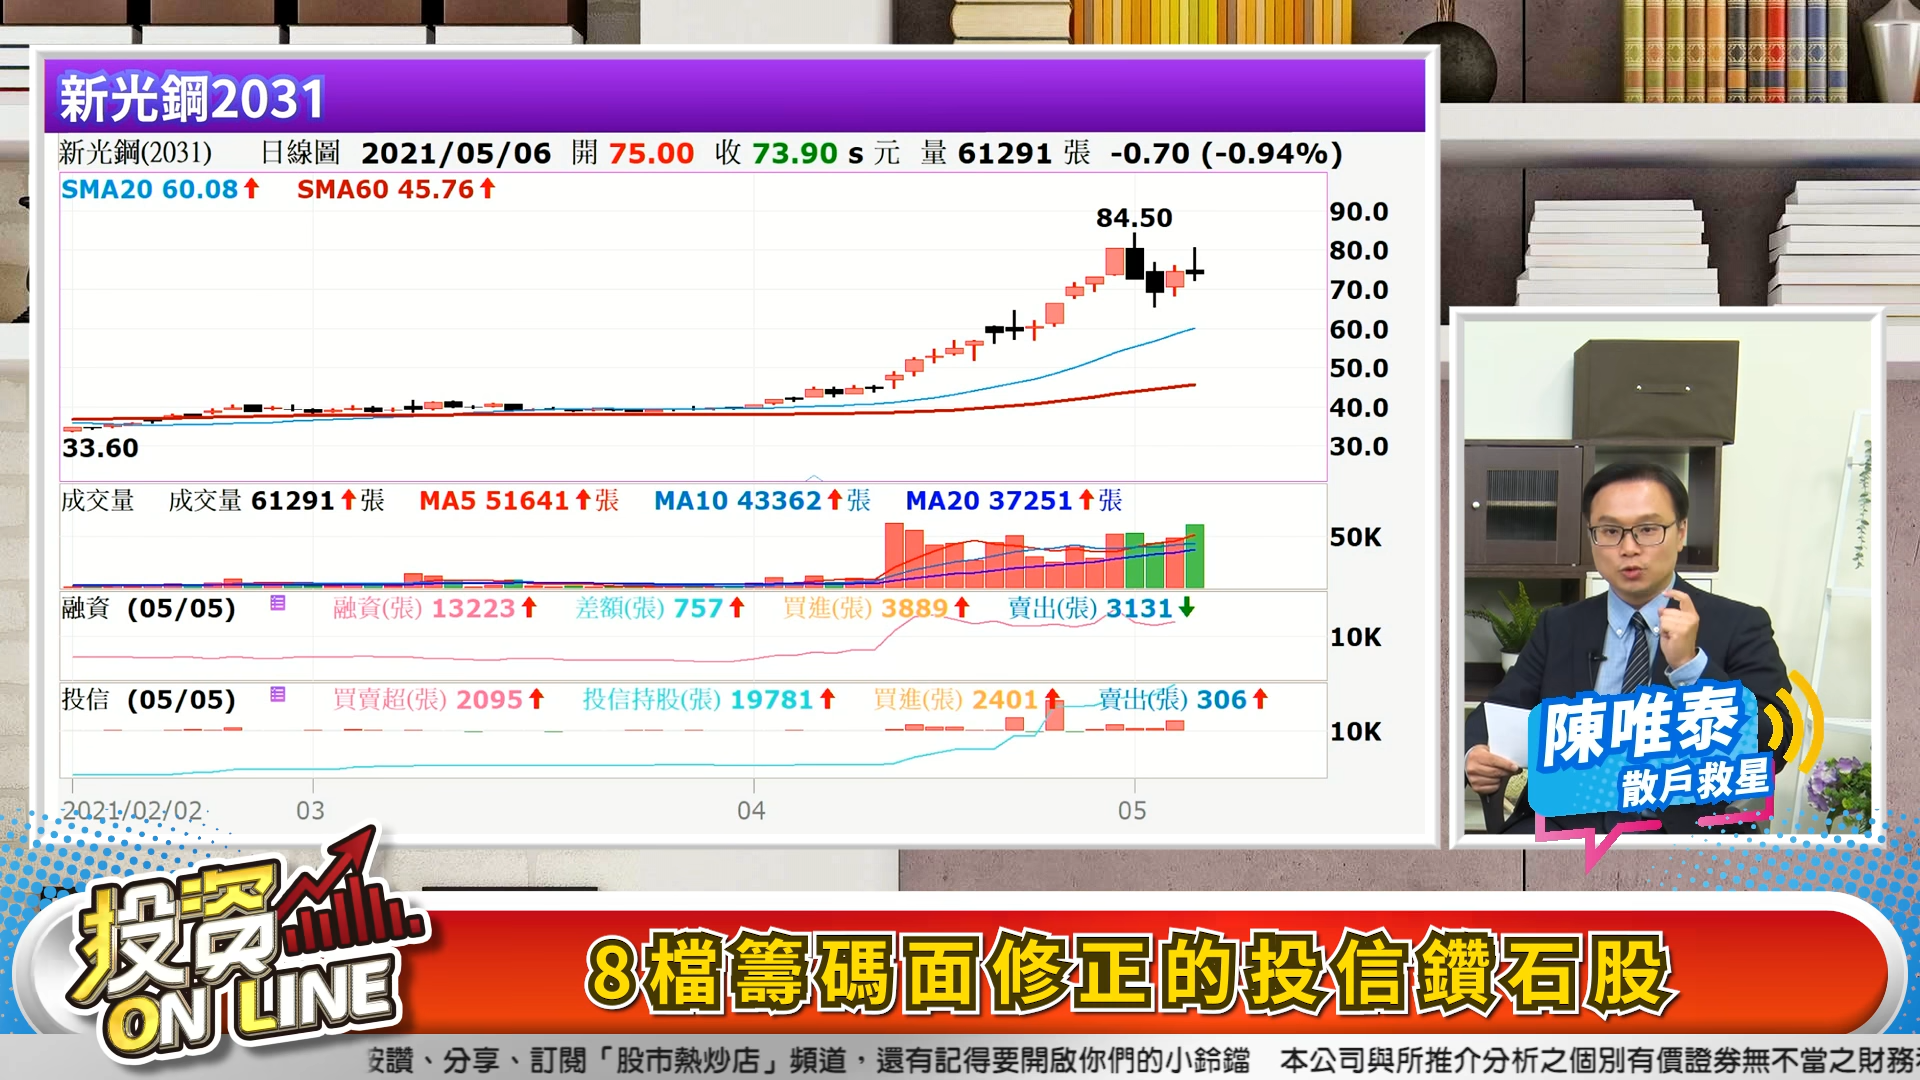 新光鋼2031
新光鋼(2031) 日線圖 2021/05/06 開 75.00 收 73.90 s 元 量 61291 張 -0.70 (-0.94%)
SMA20 60.08 SMA60 45.76
90.0
84.50
80.0
70.0
60.0
50.0
40.0
30.0
33.60
成交量 成交量 61291 張 MA5 51641 張 MA10 43362 張 MA20 37251 張
50K
融資 (05/05) 融資(張) 13223 差額(張) 757 買進(張) 3889 賣出(張) 3131
10K
投信 (05/05) 買賣超(張) 2095 投信持股(張) 19781 買進(張) 2401 賣出(張) 306
10K
2021/02/02 03 04 05
陳唯泰
散戶救星
投資
ON LINE
8檔籌碼面修正的投信鑽石股
按讚、分享、訂閱「股市熱炒店」頻道，還有記得要開啟你們的小鈴鐺 本公司與所推介分析之個別有價證券無不當之財務